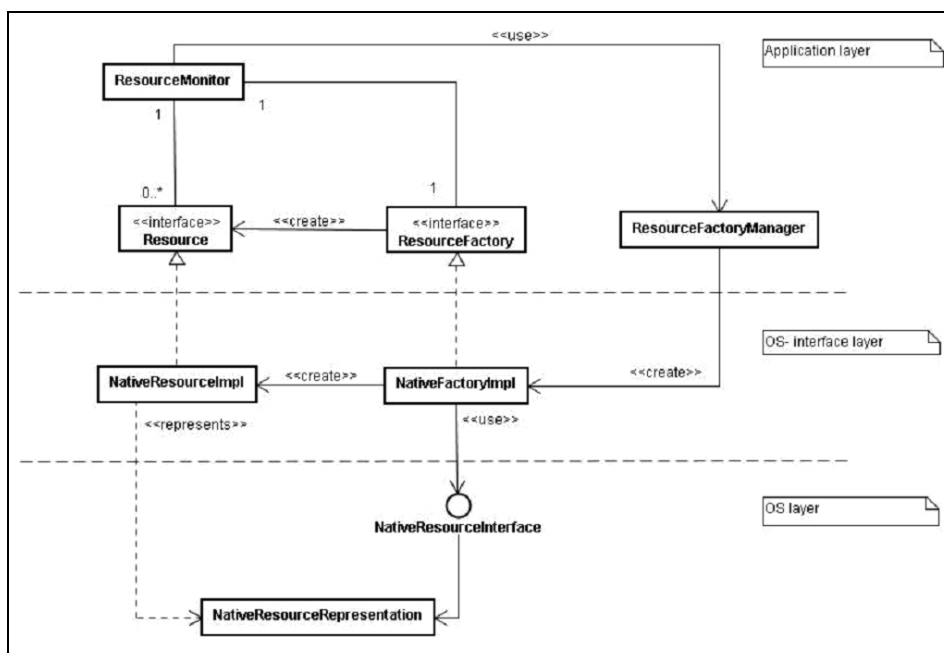 <<use>>
Application layer
ResourceMonitor
1
1
0..*
1
<<interface>>
Resource
<<create>>
<<interface>>
ResourceFactory
ResourceFactoryManager
OS- interface layer
NativeResourceImpl
<<create>>
NativeFactoryImpl
<<create>>
<<represents>>
<<use>>
OS layer
NativeResourceInterface
NativeResourceRepresentation